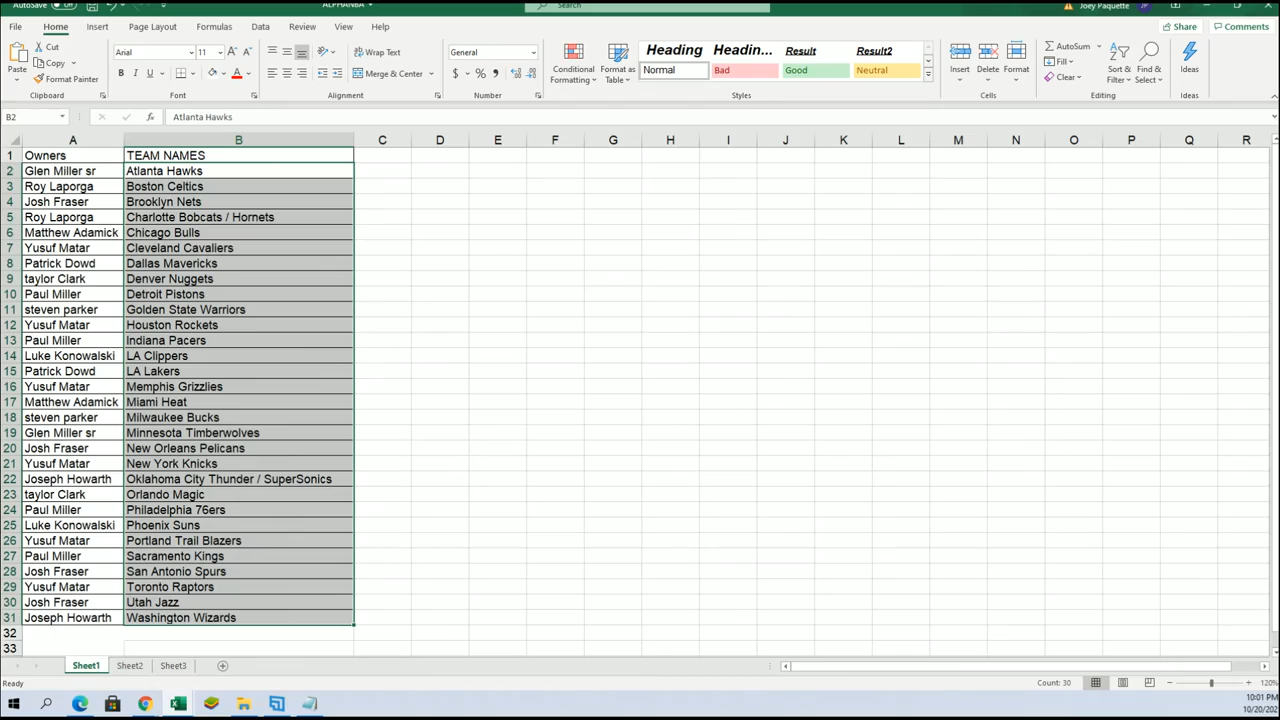 AutoSave Off ALPHANBA Search Joey Paquette JP
File Home Insert Page Layout Formulas Data Review View Help Share Comments
Paste Cut Copy Format Painter Clipboard
Arial 11 B I U A Font
Wrap Text Merge & Center Alignment
General $ % Number
Conditional Formatting Format as Table
Heading Headin... Result Result2
Normal Bad Good Neutral
Styles
Insert Delete Format Cells
AutoSum Fill Clear Sort & Filter Find & Select Editing
Ideas Ideas
B2 fx Atlanta Hawks
A B C D E F G H I J K L M N O P Q R
1 Owners TEAM NAMES
2 Glen Miller sr Atlanta Hawks
3 Roy Laporga Boston Celtics
4 Josh Fraser Brooklyn Nets
5 Roy Laporga Charlotte Bobcats / Hornets
6 Matthew Adamick Chicago Bulls
7 Yusuf Matar Cleveland Cavaliers
8 Patrick Dowd Dallas Mavericks
9 taylor Clark Denver Nuggets
10 Paul Miller Detroit Pistons
11 steven parker Golden State Warriors
12 Yusuf Matar Houston Rockets
13 Paul Miller Indiana Pacers
14 Luke Konowalski LA Clippers
15 Patrick Dowd LA Lakers
16 Yusuf Matar Memphis Grizzlies
17 Matthew Adamick Miami Heat
18 steven parker Milwaukee Bucks
19 Glen Miller sr Minnesota Timberwolves
20 Josh Fraser New Orleans Pelicans
21 Yusuf Matar New York Knicks
22 Joseph Howarth Oklahoma City Thunder / SuperSonics
23 taylor Clark Orlando Magic
24 Paul Miller Philadelphia 76ers
25 Luke Konowalski Phoenix Suns
26 Yusuf Matar Portland Trail Blazers
27 Paul Miller Sacramento Kings
28 Josh Fraser San Antonio Spurs
29 Yusuf Matar Toronto Raptors
30 Josh Fraser Utah Jazz
31 Joseph Howarth Washington Wizards
32
33
Sheet1 Sheet2 Sheet3
Ready Count: 30 120%
10:01 PM
10/20/202